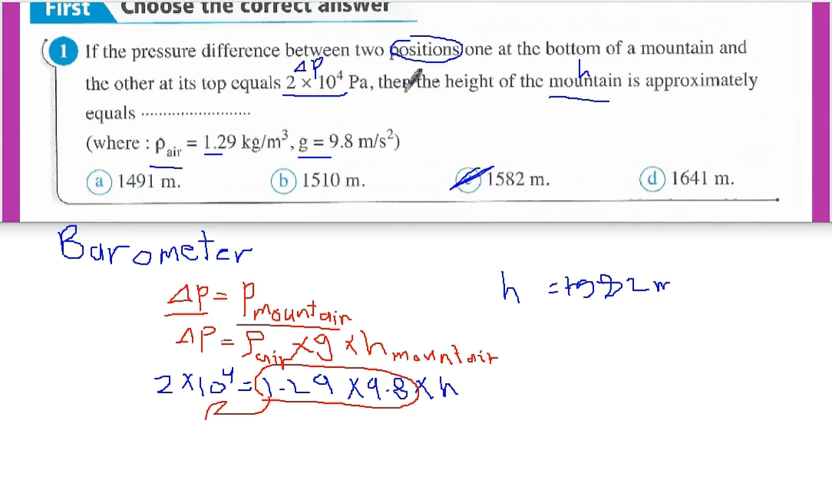 First Choose the correct answer
1 If the pressure difference between two positions one at the bottom of a mountain and
ΔP h
the other at its top equals 2 × 10⁴ Pa, then the height of the mountain is approximately
equals ..........................
(where : ρair = 1.29 kg/m³, g = 9.8 m/s²)
a 1491 m. b 1510 m. c 1582 m. d 1641 m.
Barometer
ΔP = Pmountain
ΔP = ρair × g × hmountain
2 × 10⁴ = 1.29 × 9.8 × h
h =